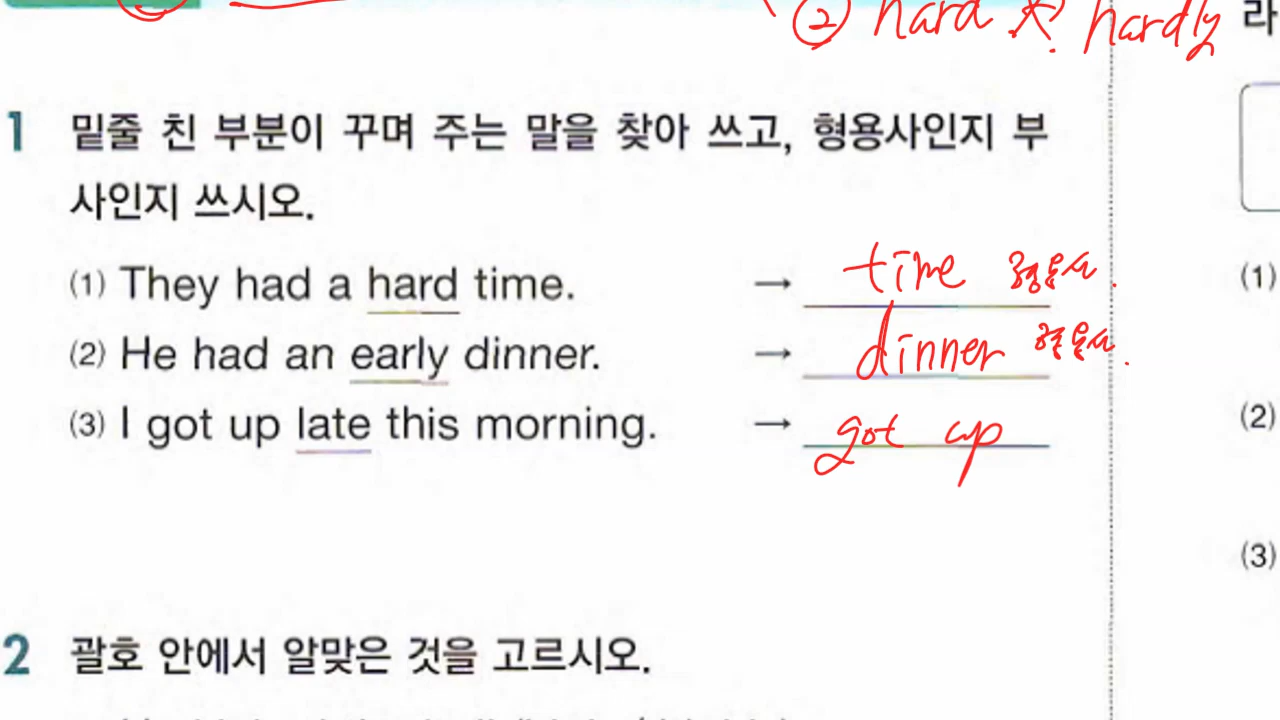 ② hard ≠ hardly
라
1 밑줄 친 부분이 꾸며 주는 말을 찾아 쓰고, 형용사인지 부
사인지 쓰시오.
(1) They had a hard time. → time 형용사.
(2) He had an early dinner. → dinner 형용사.
(3) I got up late this morning. → got up
(1)
(2)
(3)
2 괄호 안에서 알맞은 것을 고르시오.